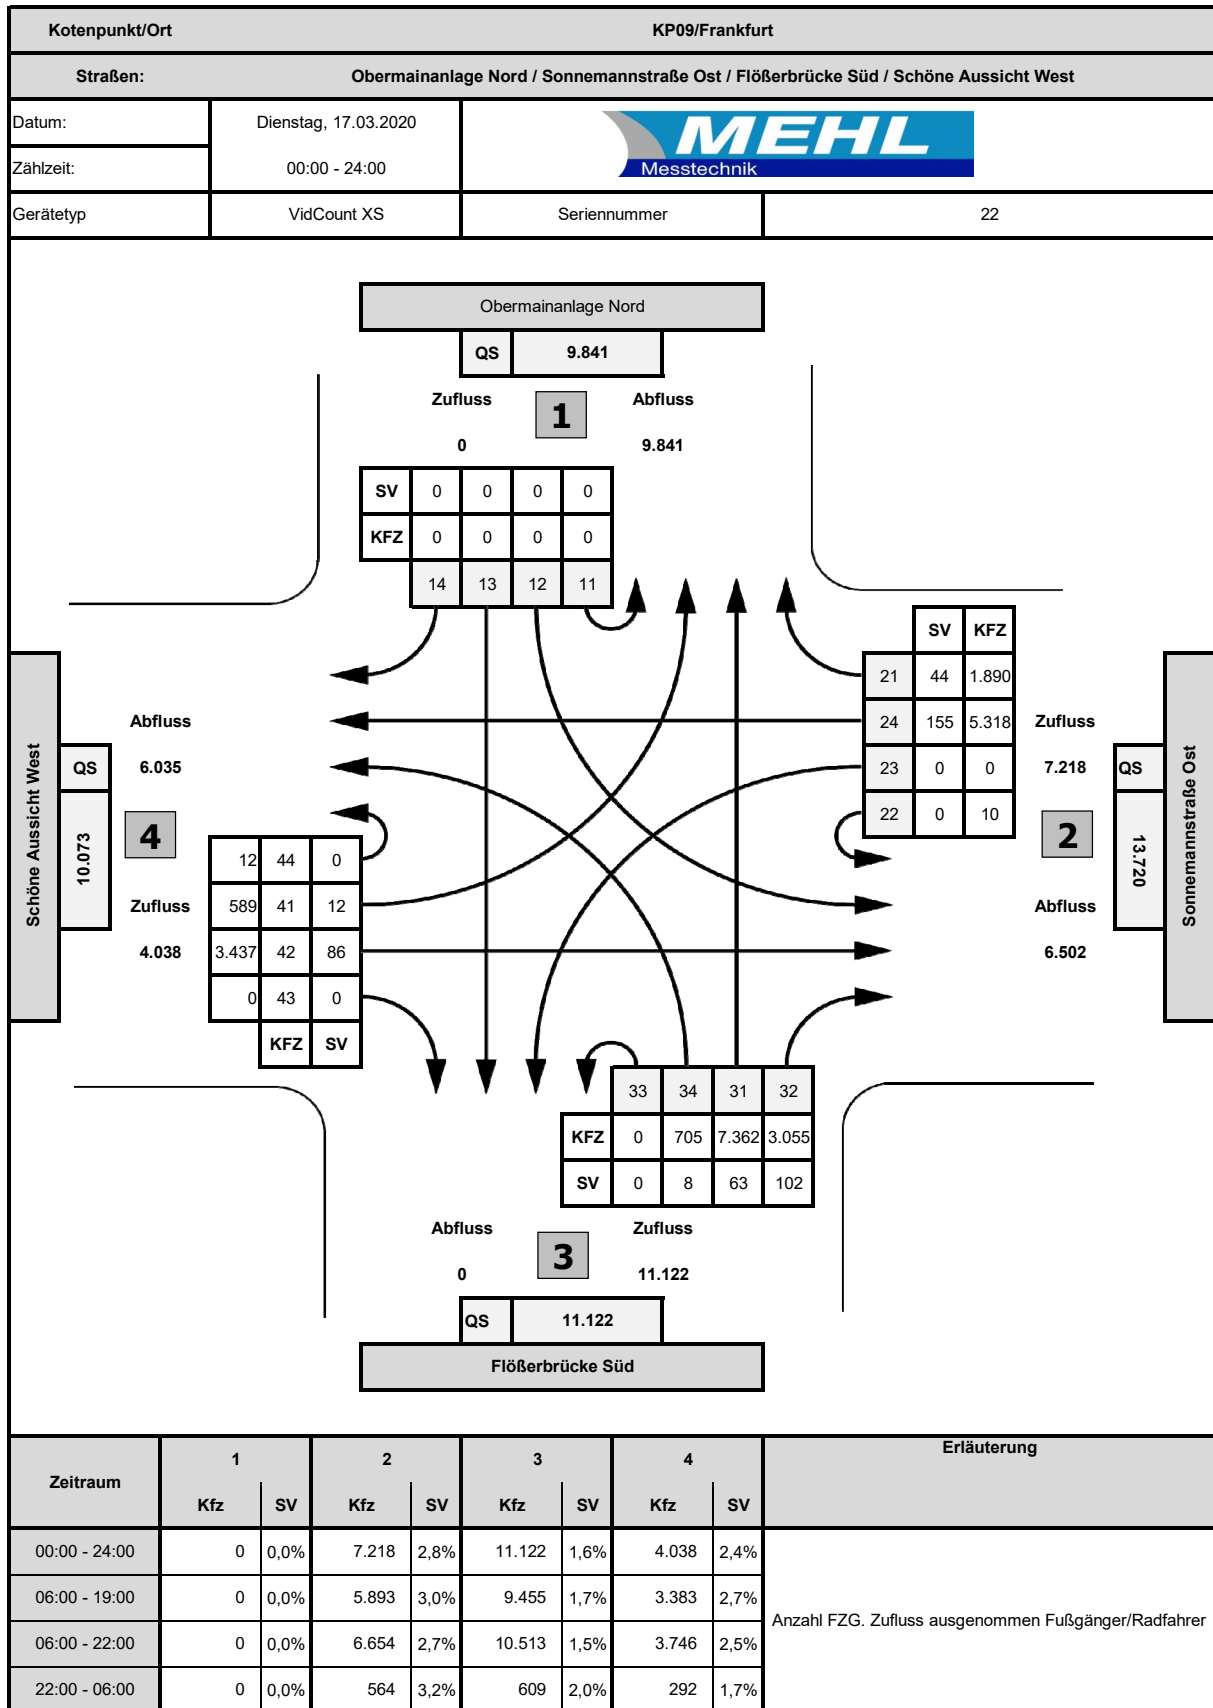 Kotenpunkt/Ort KP09/Frankfurt
Straßen: Obermainanlage Nord / Sonnemannstraße Ost / Flößerbrücke Süd / Schöne Aussicht West
Datum: Dienstag, 17.03.2020
MEHL
Messtechnik
Zählzeit: 00:00 - 24:00
Gerätetyp VidCount XS Seriennummer 22
Obermainanlage Nord
QS 9.841
Zufluss 1 Abfluss
0 9.841
SV 0 0 0 0
KFZ 0 0 0 0
14 13 12 11
SV KFZ
21 44 1.890
24 155 5.318
23 0 0
22 0 10
Zufluss
7.218
2
Abfluss
6.502
QS
13.720
Sonnemannstraße Ost
Schöne Aussicht West
QS
10.073
Abfluss
6.035
4
Zufluss
4.038
12 44 0
589 41 12
3.437 42 86
0 43 0
KFZ SV
33 34 31 32
KFZ 0 705 7.362 3.055
SV 0 8 63 102
Abfluss 3 Zufluss
0 11.122
QS 11.122
Flößerbrücke Süd
Zeitraum 1 2 3 4 Erläuterung
Kfz SV Kfz SV Kfz SV Kfz SV
00:00 - 24:00 0 0,0% 7.218 2,8% 11.122 1,6% 4.038 2,4%
06:00 - 19:00 0 0,0% 5.893 3,0% 9.455 1,7% 3.383 2,7%
Anzahl FZG. Zufluss ausgenommen Fußgänger/Radfahrer
06:00 - 22:00 0 0,0% 6.654 2,7% 10.513 1,5% 3.746 2,5%
22:00 - 06:00 0 0,0% 564 3,2% 609 2,0% 292 1,7%